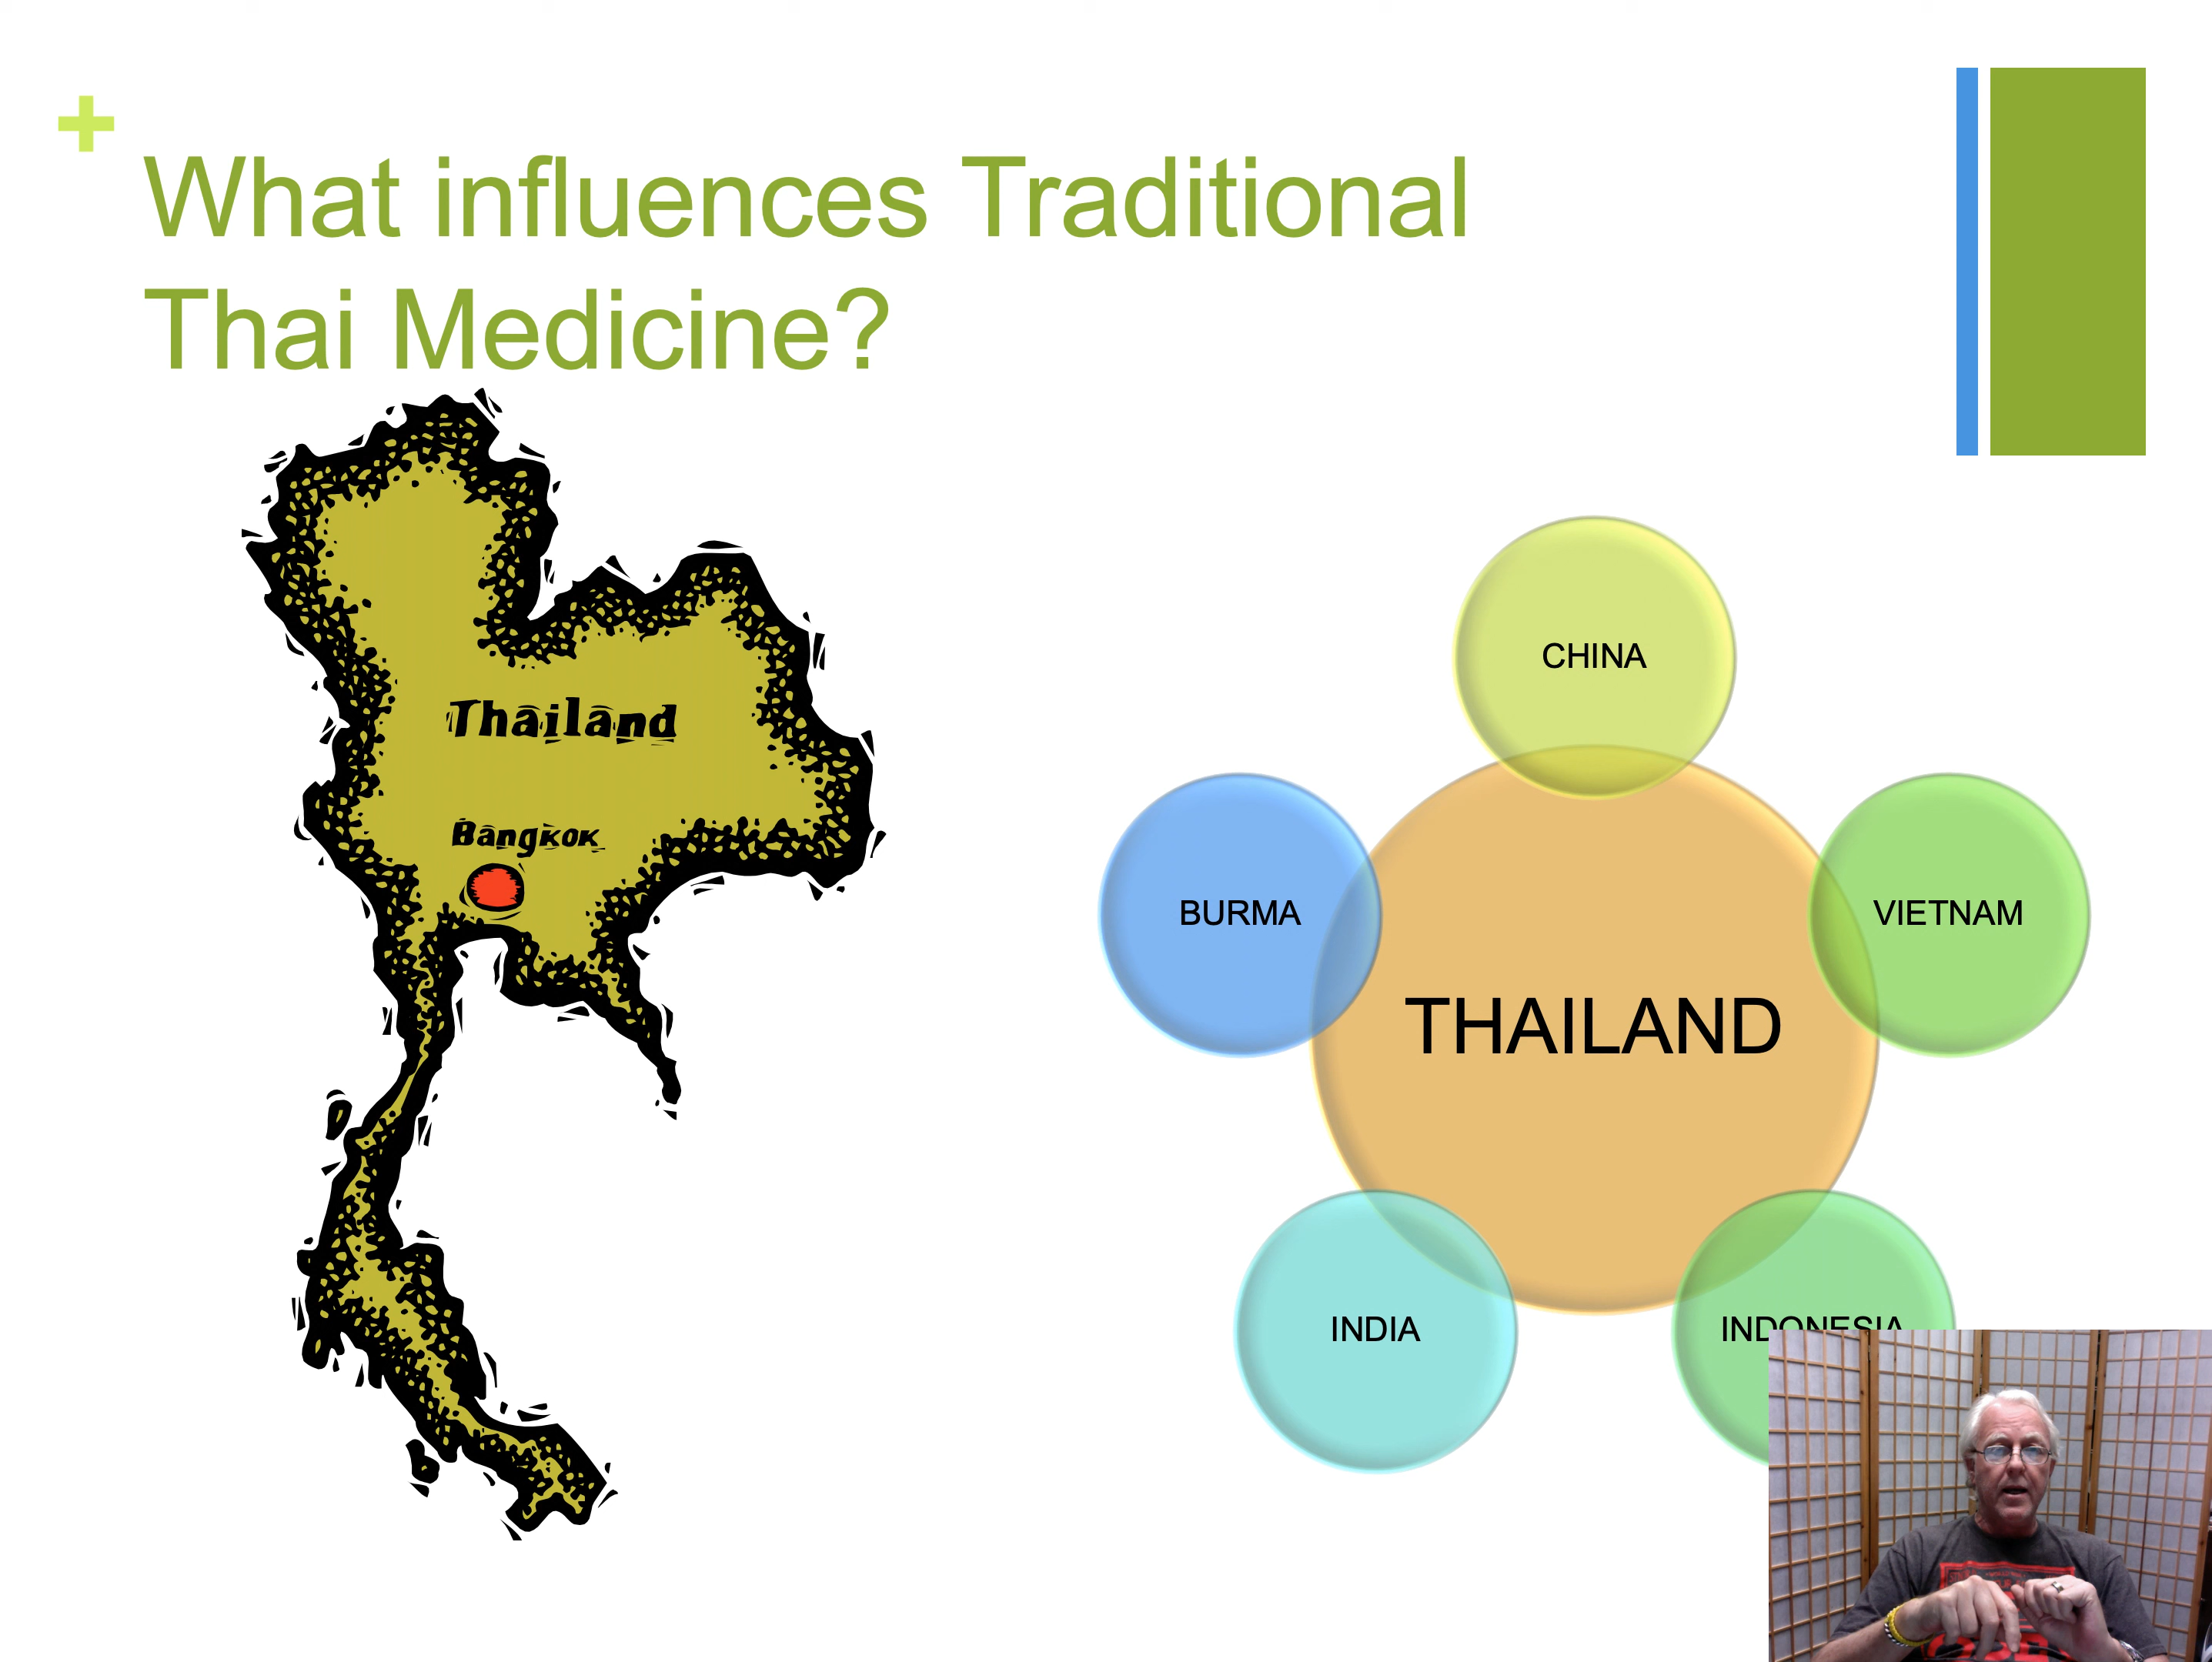 +
What influences Traditional
Thai Medicine?
Thailand
Bangkok
CHINA
BURMA
VIETNAM
THAILAND
INDIA
INDONESIA